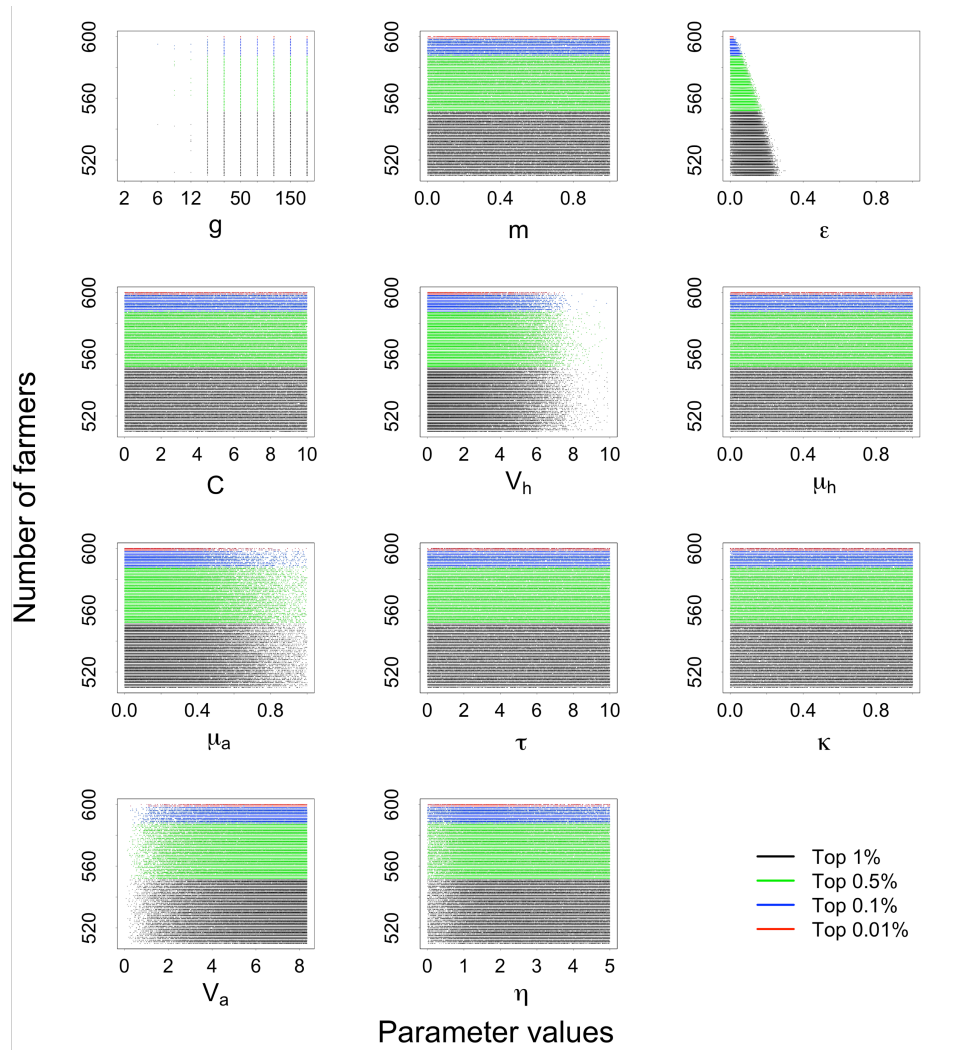 600
560
520
2 6 12 50 150
g
600
560
520
0.0 0.4 0.8
m
600
560
520
0.0 0.4 0.8
ε
600
560
520
0 2 4 6 8 10
C
600
560
520
0 2 4 6 8 10
Vh
600
560
520
0.0 0.4 0.8
μh
Number of farmers
600
560
520
0.0 0.4 0.8
μa
600
560
520
0 2 4 6 8 10
τ
600
560
520
0.0 0.4 0.8
κ
600
560
520
0 2 4 6 8
Va
600
560
520
0 1 2 3 4 5
η
Top 1%
Top 0.5%
Top 0.1%
Top 0.01%
Parameter values